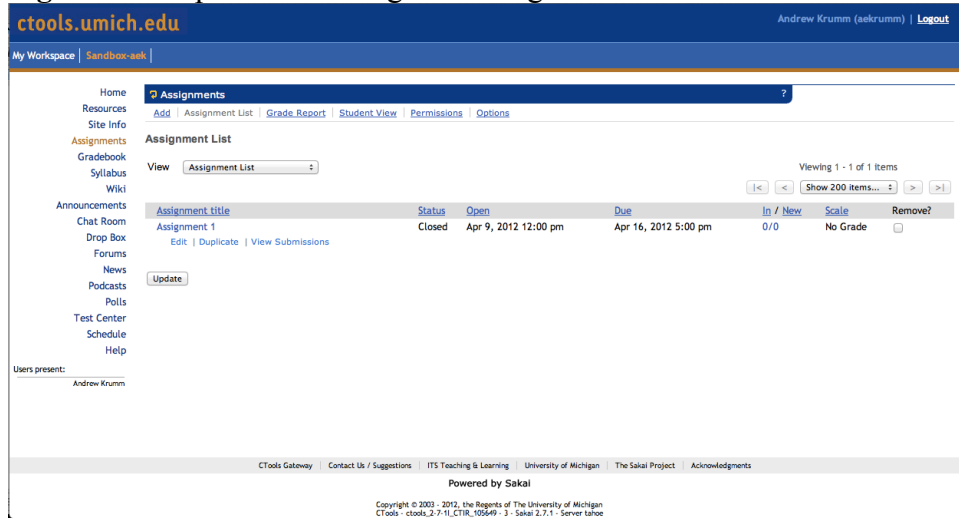 ctools.umich.edu
Andrew Krumm (aekrumm) | Logout
My Workspace | Sandbox-aek |
Home
Resources
Site Info
Assignments
Gradebook
Syllabus
Wiki
Announcements
Chat Room
Drop Box
Forums
News
Podcasts
Polls
Test Center
Schedule
Help
Users present:
Andrew Krumm
Assignments ?
Add | Assignment List | Grade Report | Student View | Permissions | Options
Assignment List
View Assignment List
Viewing 1 - 1 of 1 items
|< < Show 200 items... > >|
Assignment title Status Open Due In / New Scale Remove?
Assignment 1 Closed Apr 9, 2012 12:00 pm Apr 16, 2012 5:00 pm 0/0 No Grade
Edit | Duplicate | View Submissions
Update
CTools Gateway | Contact Us / Suggestions | ITS Teaching & Learning | University of Michigan | The Sakai Project | Acknowledgments
Powered by Sakai
Copyright © 2003 - 2012, the Regents of The University of Michigan
CTools - ctools_2-7-1l_CTIR_105649 - 3 - Sakai 2.7.1 - Server tahoe